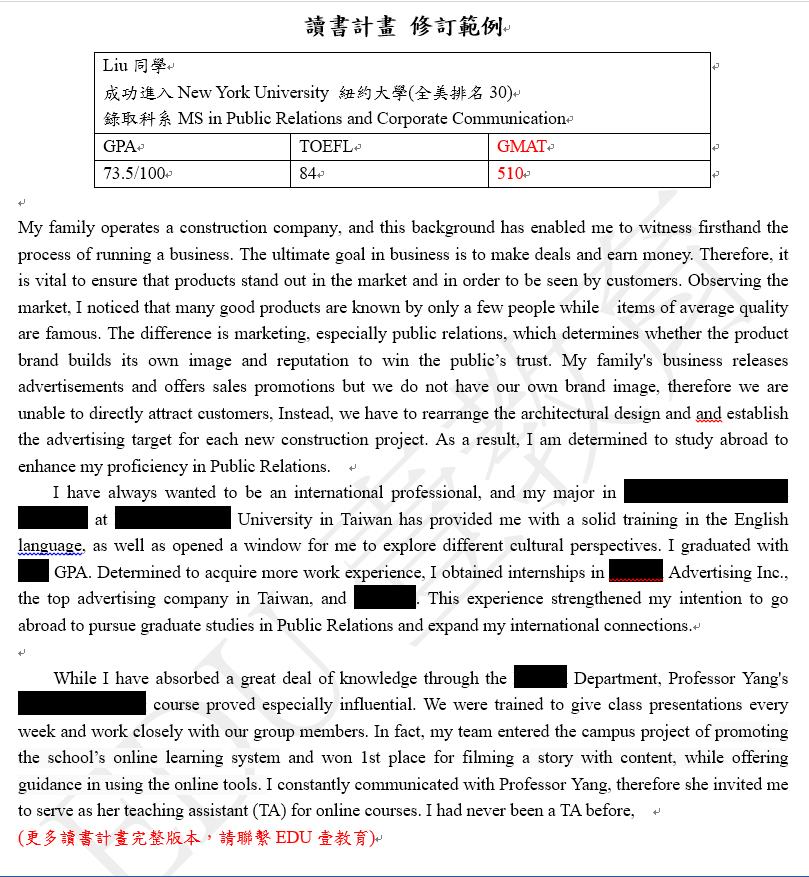 讀書計畫 修訂範例
Liu 同學
成功進入 New York University 紐約大學(全美排名 30)
錄取科系 MS in Public Relations and Corporate Communication
GPA TOEFL GMAT
73.5/100 84 510
My family operates a construction company, and this background has enabled me to witness firsthand the
process of running a business. The ultimate goal in business is to make deals and earn money. Therefore, it
is vital to ensure that products stand out in the market and in order to be seen by customers. Observing the
market, I noticed that many good products are known by only a few people while items of average quality
are famous. The difference is marketing, especially public relations, which determines whether the product
brand builds its own image and reputation to win the public’s trust. My family's business releases
advertisements and offers sales promotions but we do not have our own brand image, therefore we are
unable to directly attract customers, Instead, we have to rearrange the architectural design and and establish
the advertising target for each new construction project. As a result, I am determined to study abroad to
enhance my proficiency in Public Relations.
I have always wanted to be an international professional, and my major in
at University in Taiwan has provided me with a solid training in the English
language, as well as opened a window for me to explore different cultural perspectives. I graduated with
GPA. Determined to acquire more work experience, I obtained internships in Advertising Inc.,
the top advertising company in Taiwan, and . This experience strengthened my intention to go
abroad to pursue graduate studies in Public Relations and expand my international connections.
While I have absorbed a great deal of knowledge through the Department, Professor Yang's
course proved especially influential. We were trained to give class presentations every
week and work closely with our group members. In fact, my team entered the campus project of promoting
the school’s online learning system and won 1st place for filming a story with content, while offering
guidance in using the online tools. I constantly communicated with Professor Yang, therefore she invited me
to serve as her teaching assistant (TA) for online courses. I had never been a TA before,
(更多讀書計畫完整版本，請聯繫 EDU 壹教育)
EDU 壹教育